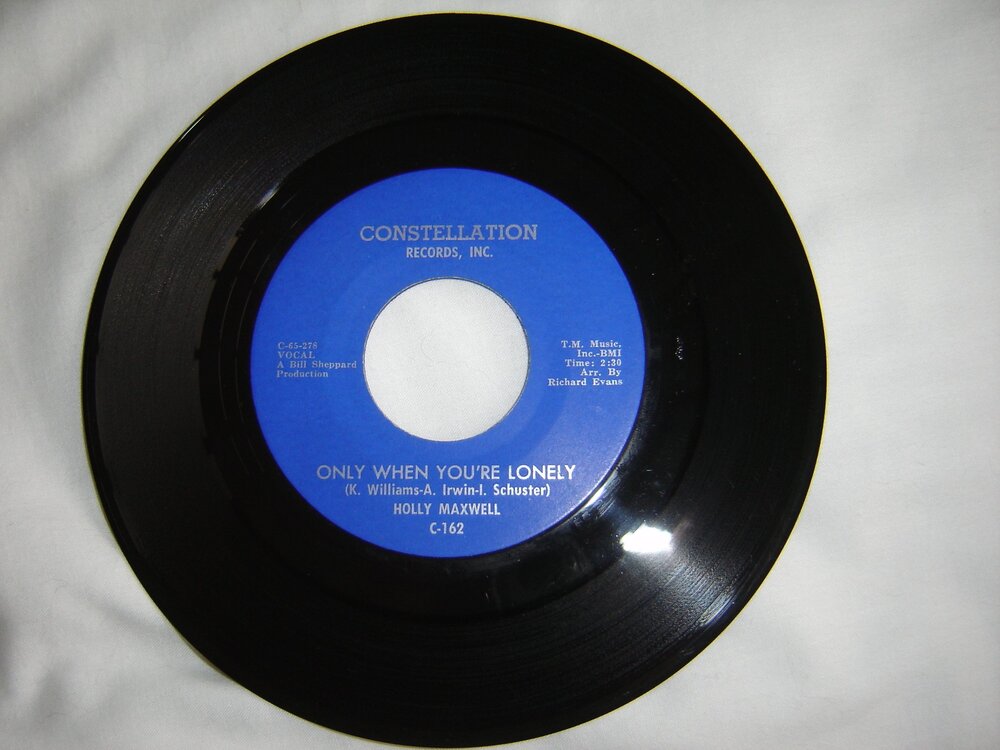 CONSTELLATION
RECORDS, INC.
C-65-278
VOCAL
A Bill Sheppard
Production
T.M. Music,
Inc.-BMI
Time: 2:30
Arr. By
Richard Evans
ONLY WHEN YOU'RE LONELY
(K. Williams-A. Irwin-I. Schuster)
HOLLY MAXWELL
C-162